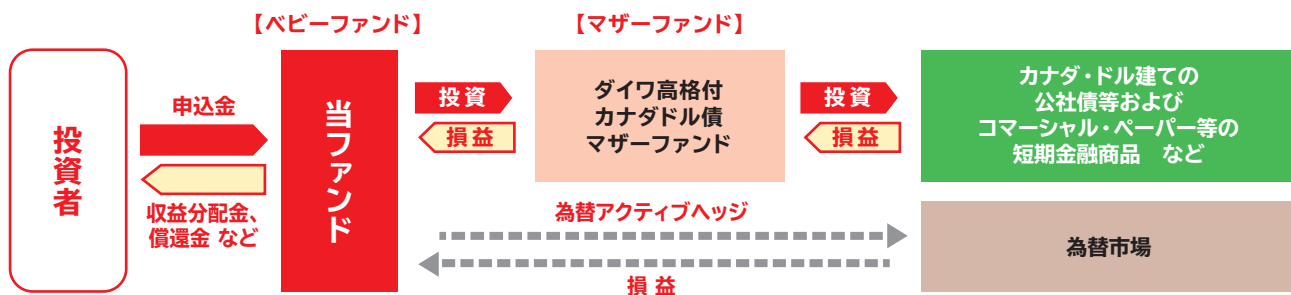 【ベビーファンド】
【マザーファンド】
投資者
申込金
収益分配金、
償還金 など
当ファンド
投資
損益
ダイワ高格付
カナダドル債
マザーファンド
投資
損益
カナダ・ドル建ての
公社債等および
コマーシャル・ペーパー等の
短期金融商品 など
為替アクティブヘッジ
損益
為替市場